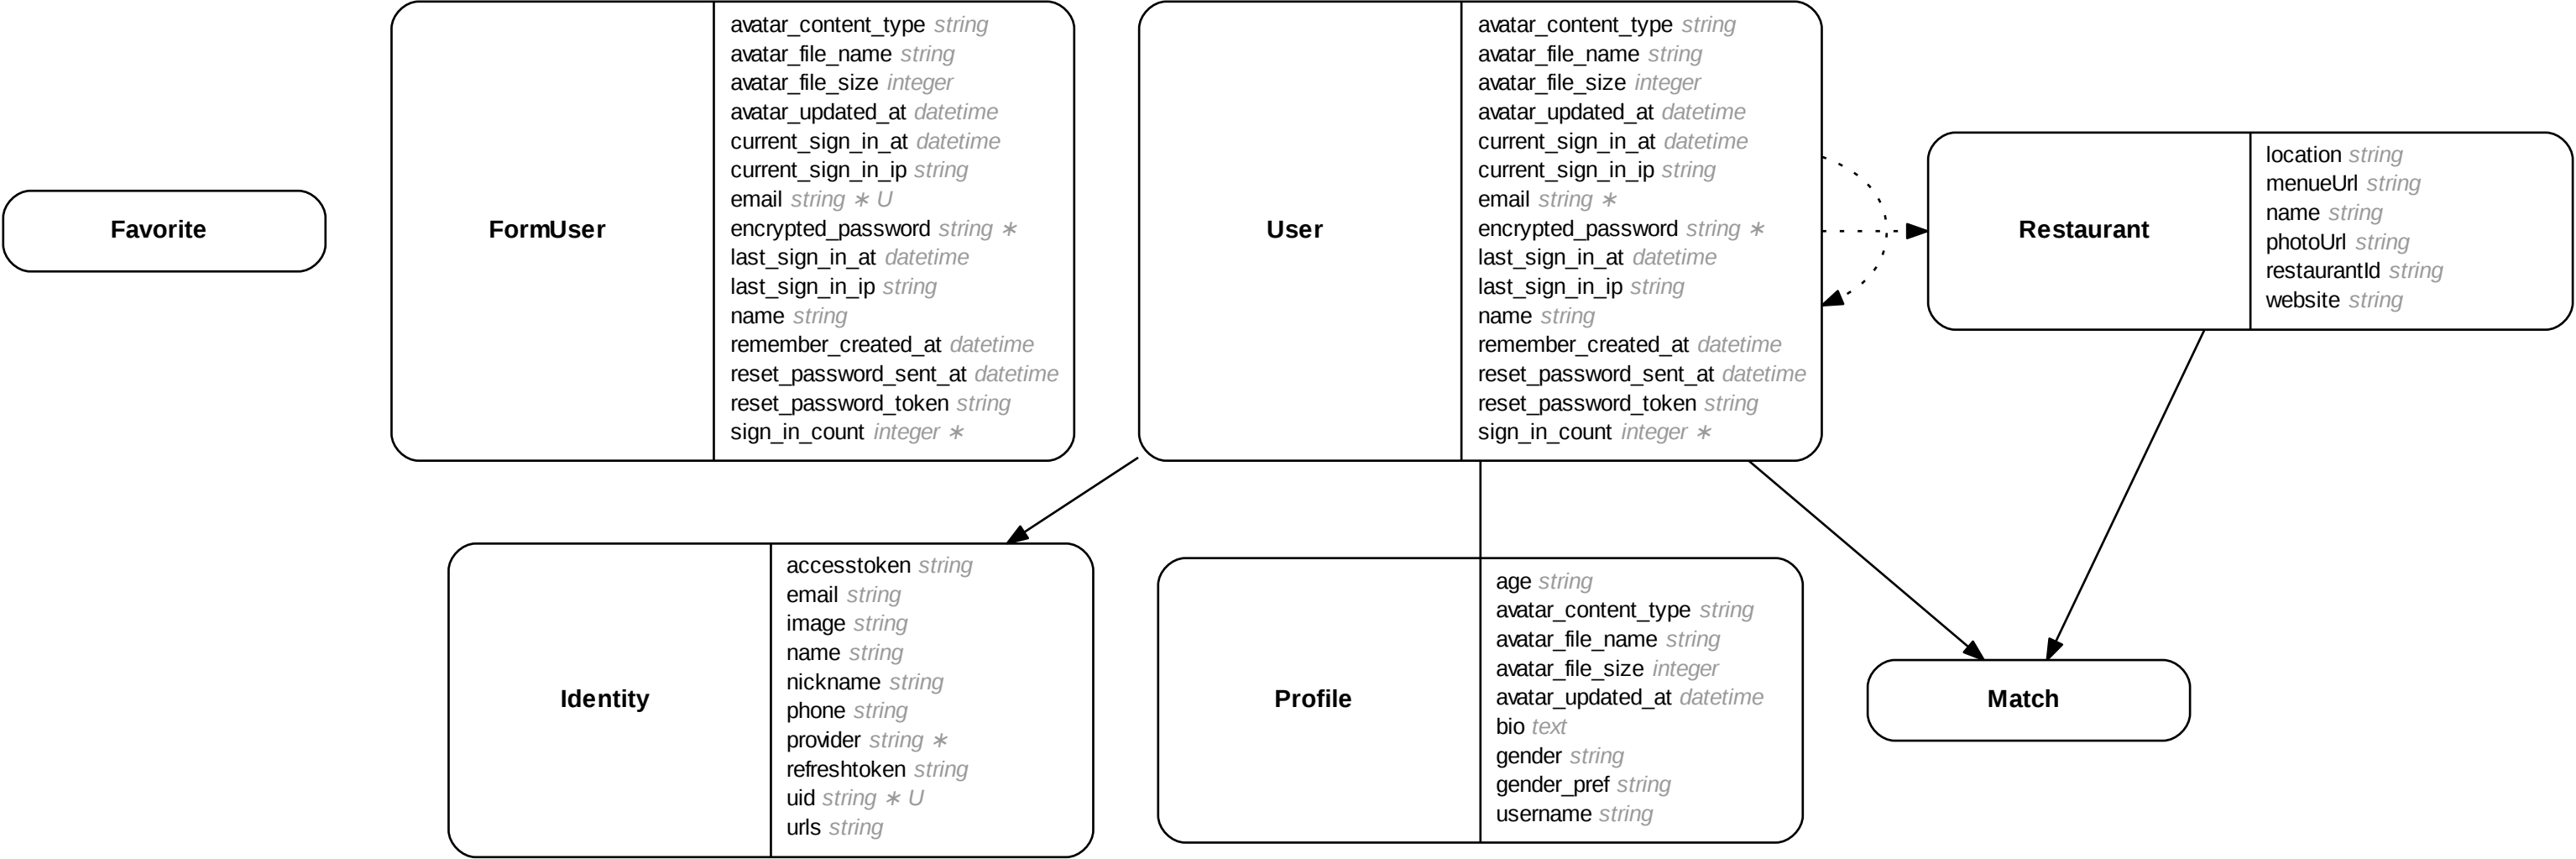 Favorite
FormUser
avatar_content_type string
avatar_file_name string
avatar_file_size integer
avatar_updated_at datetime
current_sign_in_at datetime
current_sign_in_ip string
email string ∗ U
encrypted_password string ∗
last_sign_in_at datetime
last_sign_in_ip string
name string
remember_created_at datetime
reset_password_sent_at datetime
reset_password_token string
sign_in_count integer ∗
User
avatar_content_type string
avatar_file_name string
avatar_file_size integer
avatar_updated_at datetime
current_sign_in_at datetime
current_sign_in_ip string
email string ∗
encrypted_password string ∗
last_sign_in_at datetime
last_sign_in_ip string
name string
remember_created_at datetime
reset_password_sent_at datetime
reset_password_token string
sign_in_count integer ∗
Restaurant
location string
menueUrl string
name string
photoUrl string
restaurantId string
website string
Identity
accesstoken string
email string
image string
name string
nickname string
phone string
provider string ∗
refreshtoken string
uid string ∗ U
urls string
Profile
age string
avatar_content_type string
avatar_file_name string
avatar_file_size integer
avatar_updated_at datetime
bio text
gender string
gender_pref string
username string
Match